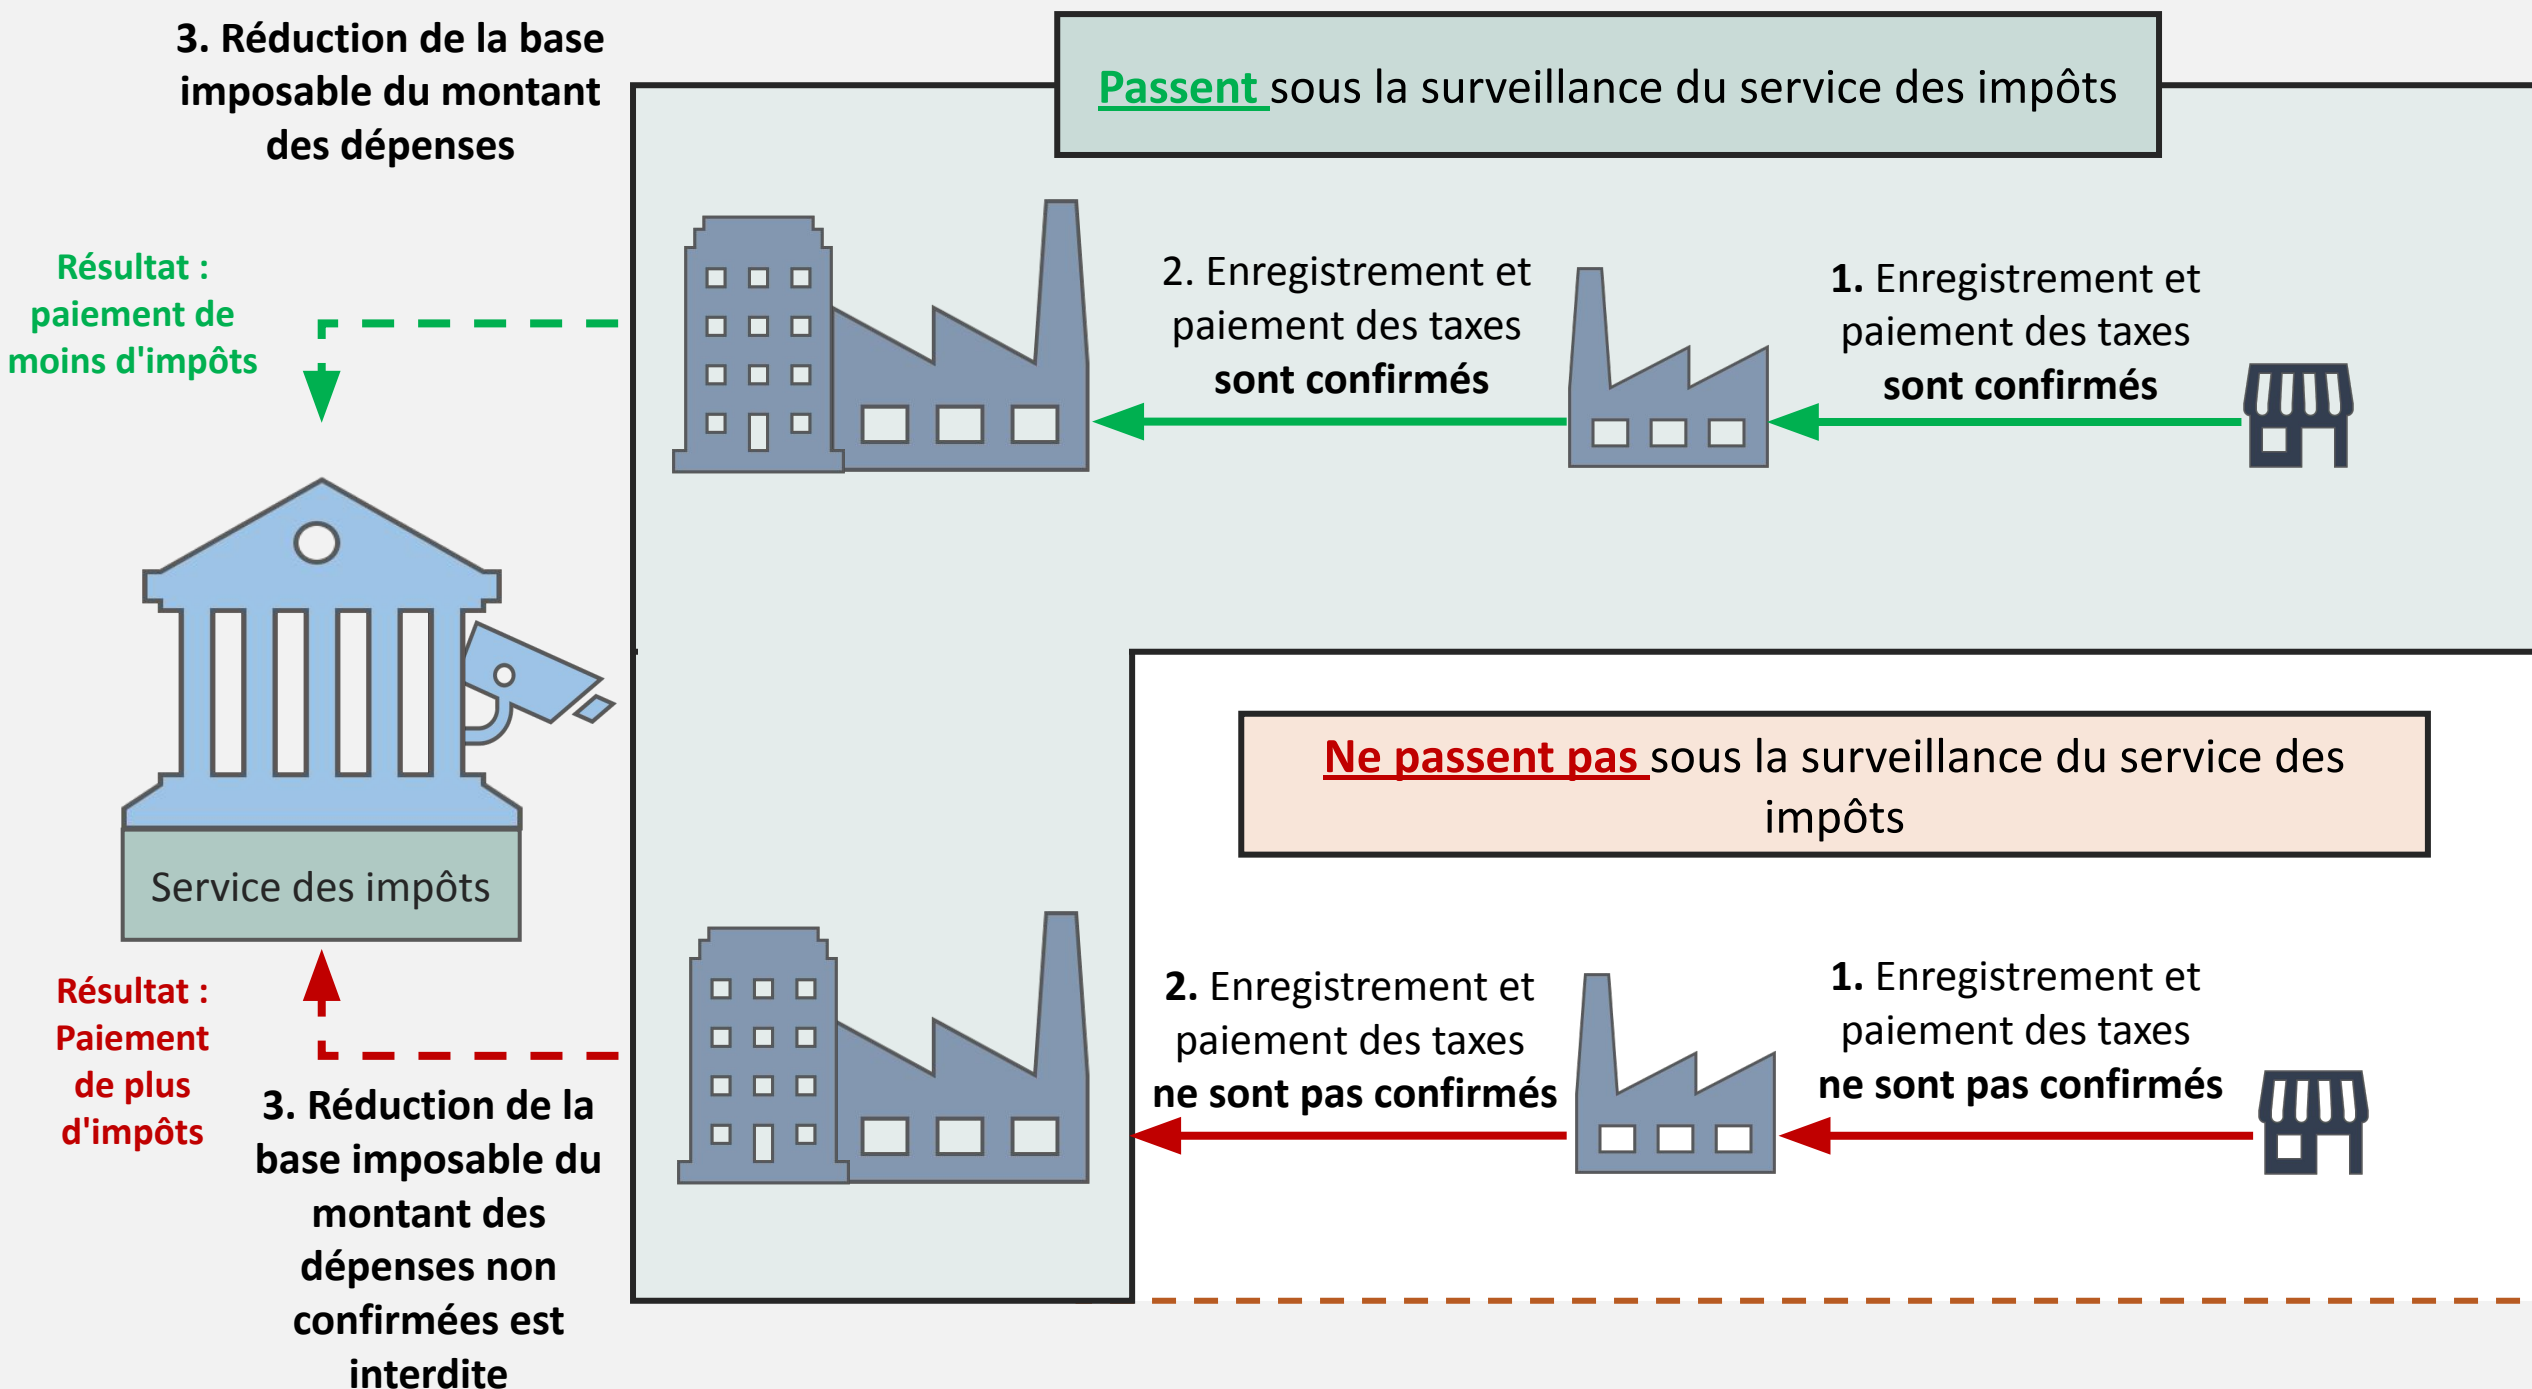 3. Réduction de la base
imposable du montant
des dépenses
Passent sous la surveillance du service des impôts
Résultat :
paiement de
moins d'impôts
2. Enregistrement et
paiement des taxes
sont confirmés
1. Enregistrement et
paiement des taxes
sont confirmés
Service des impôts
Ne passent pas sous la surveillance du service des
impôts
Résultat :
Paiement
de plus
d'impôts
3. Réduction de la
base imposable du
montant des
dépenses non
confirmées est
interdite
2. Enregistrement et
paiement des taxes
ne sont pas confirmés
1. Enregistrement et
paiement des taxes
ne sont pas confirmés